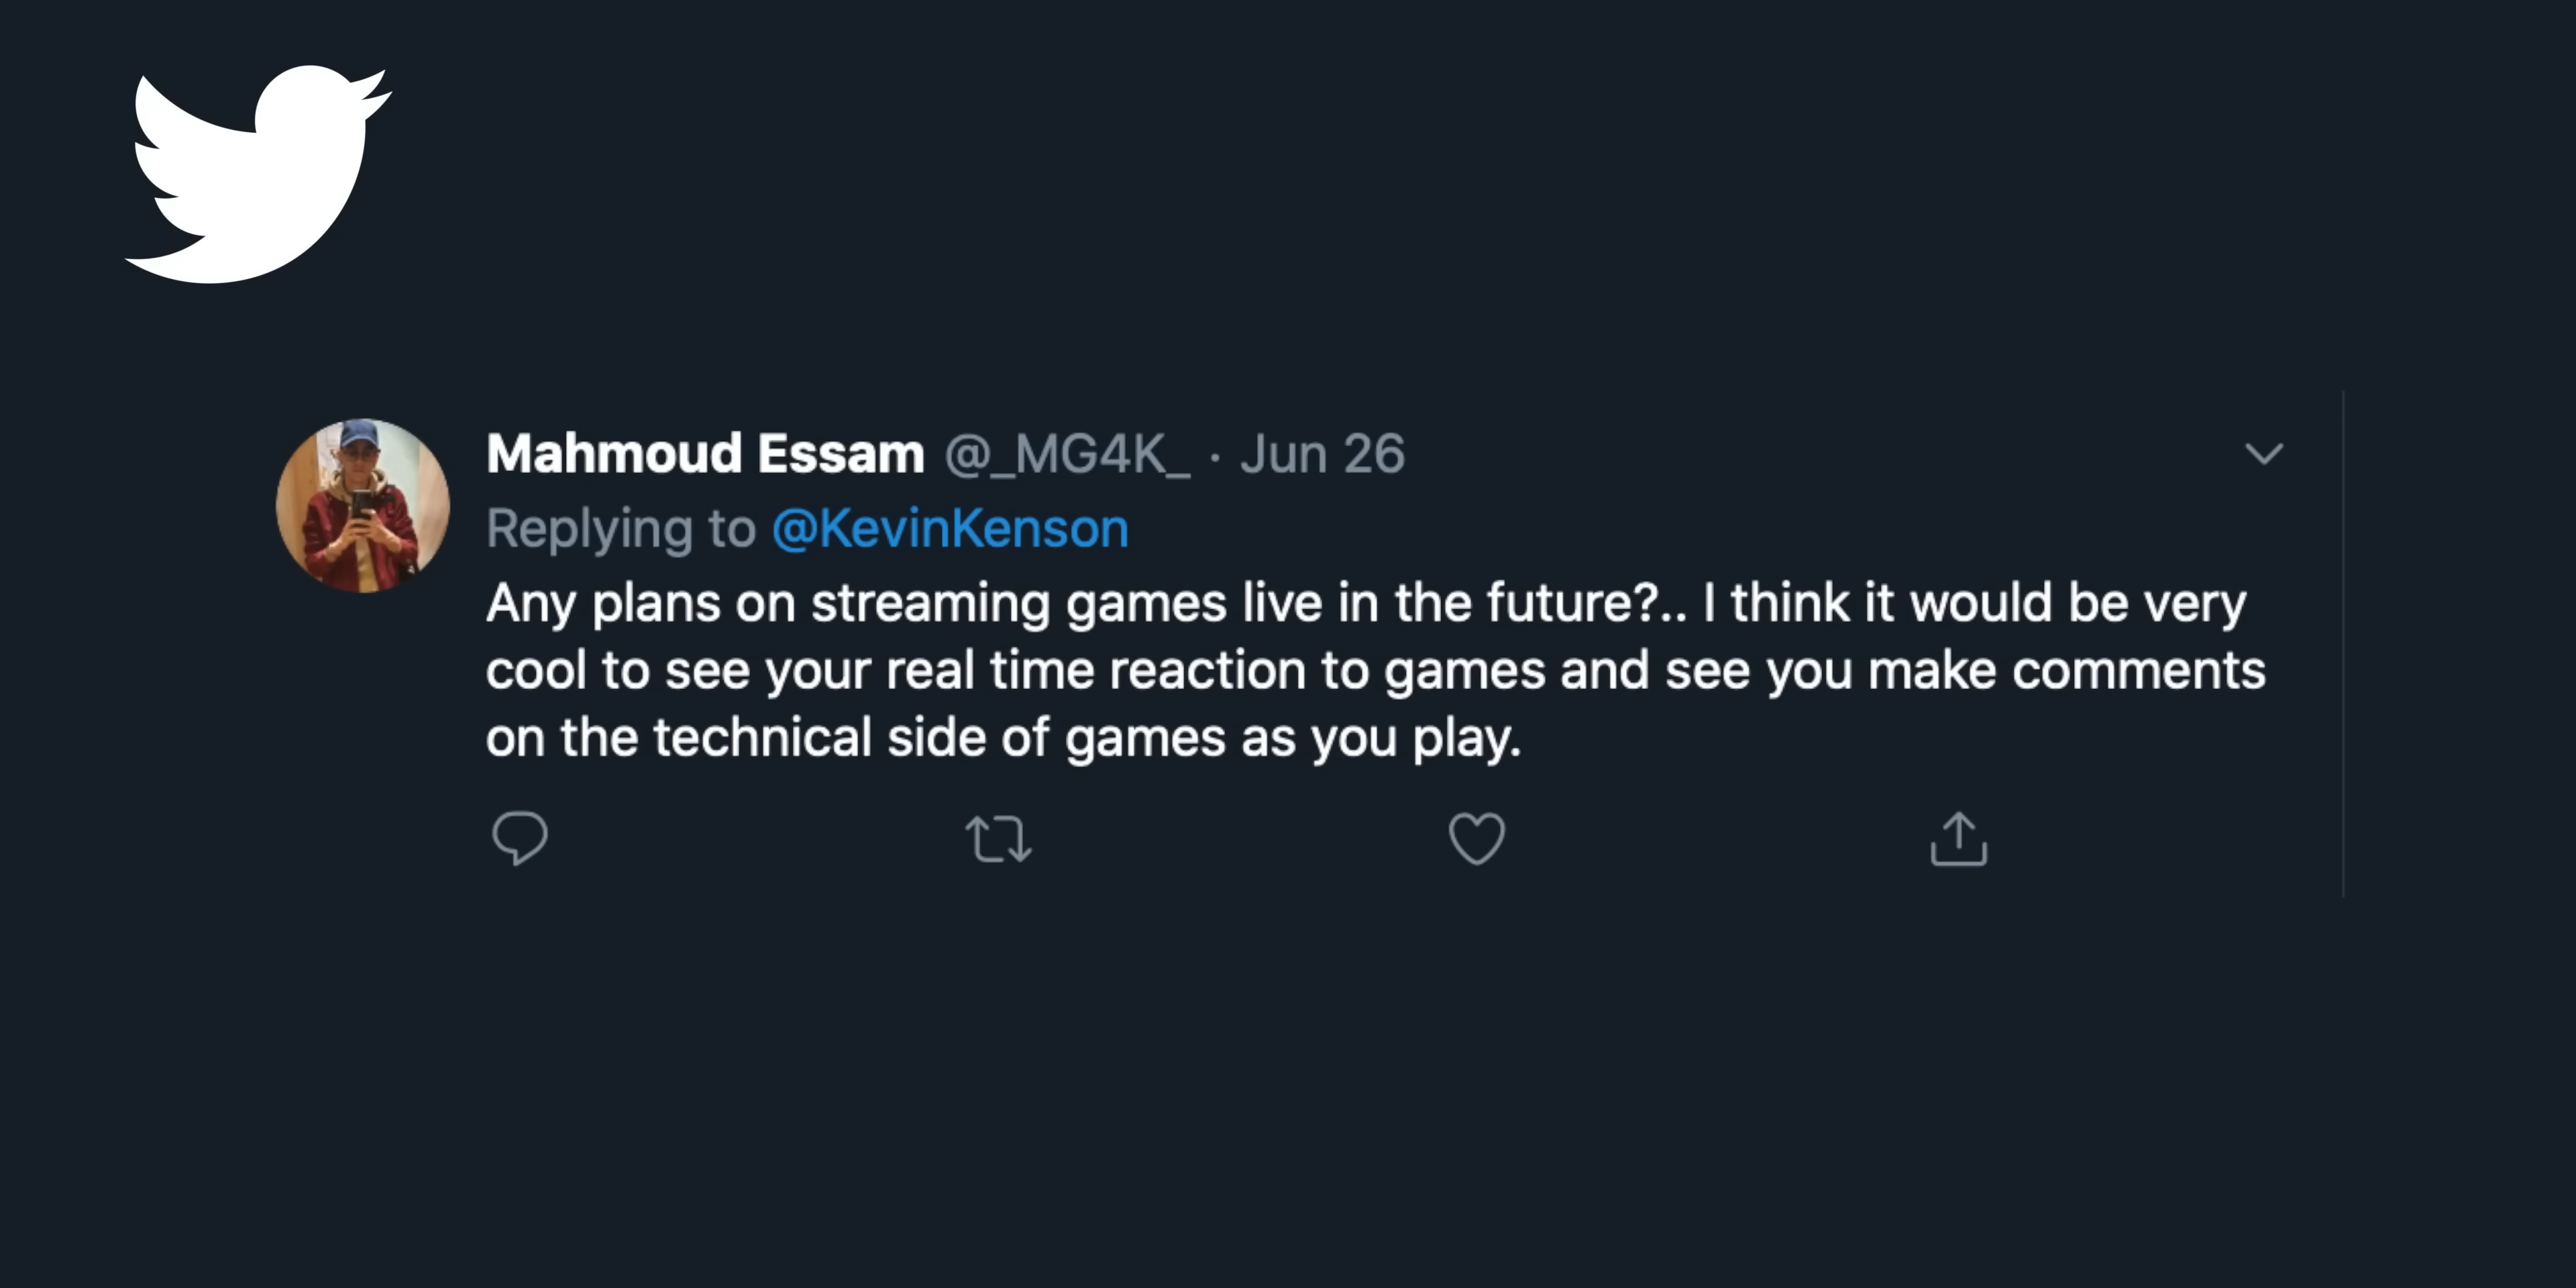 Mahmoud Essam @_MG4K_ · Jun 26
Replying to @KevinKenson
Any plans on streaming games live in the future?.. I think it would be very
cool to see your real time reaction to games and see you make comments
on the technical side of games as you play.